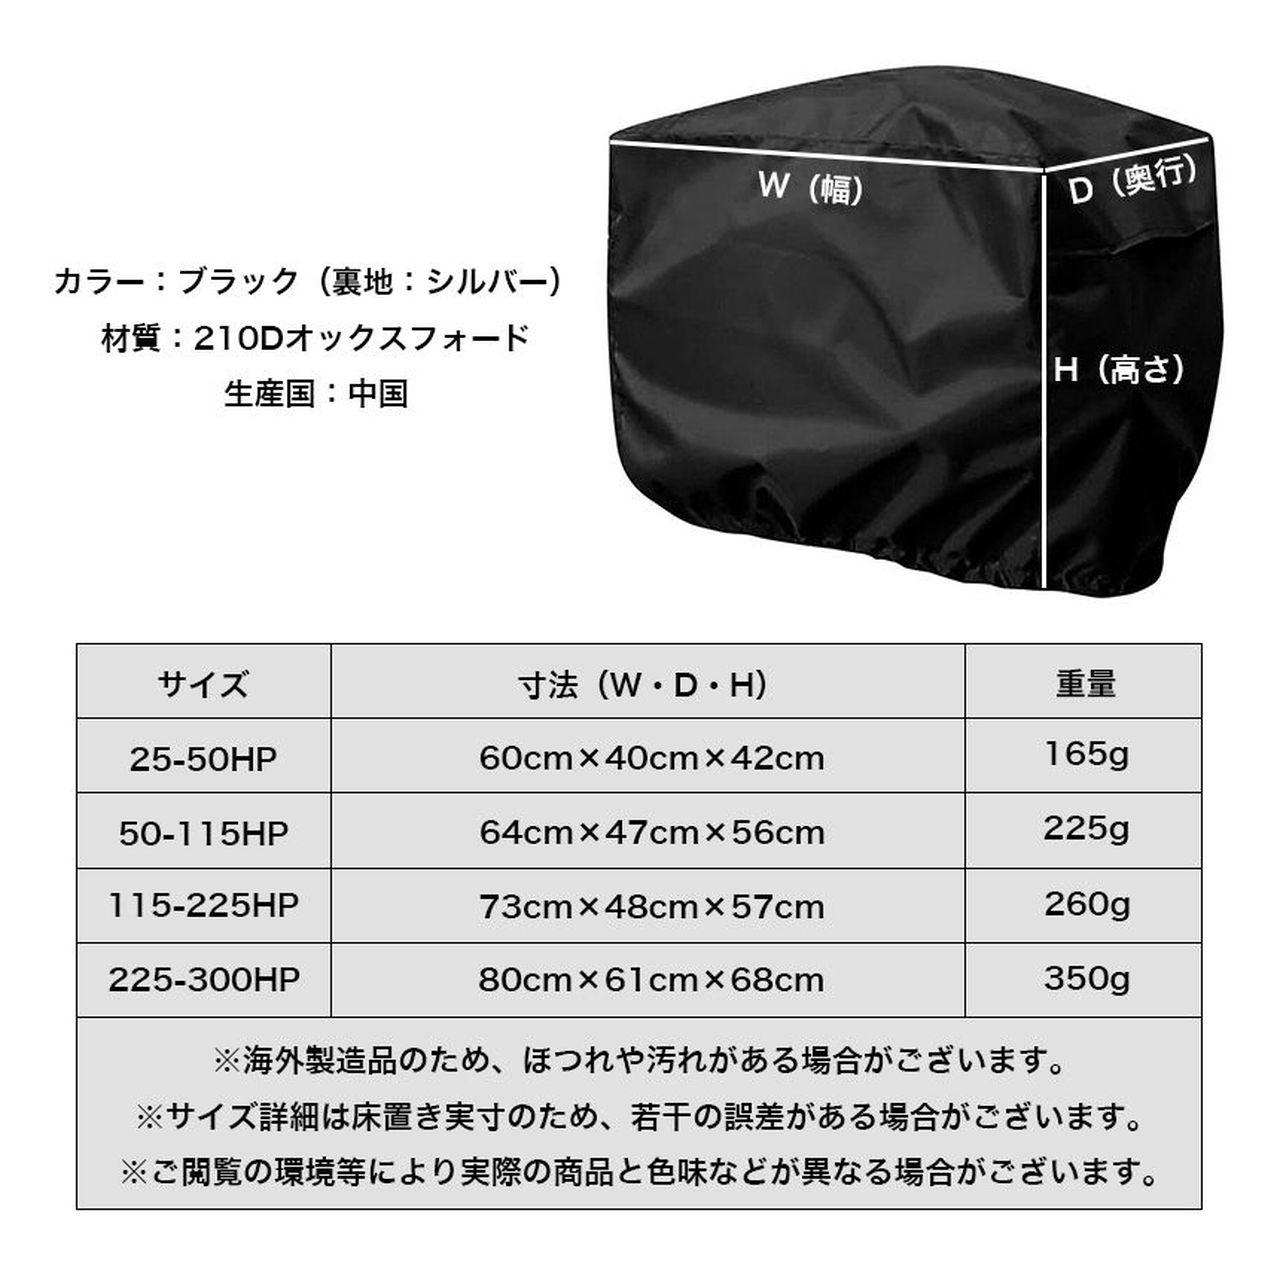 W（幅）
D（奥行）
カラー：ブラック（裏地：シルバー）
材質：210Dオックスフォード
H（高さ）
生産国：中国
サイズ 寸法（W・D・H） 重量
25-50HP 60cm×40cm×42cm 165g
50-115HP 64cm×47cm×56cm 225g
115-225HP 73cm×48cm×57cm 260g
225-300HP 80cm×61cm×68cm 350g
※海外製造品のため、ほつれや汚れがある場合がございます。
※サイズ詳細は床置き実寸のため、若干の誤差がある場合がございます。
※ご閲覧の環境等により実際の商品と色味などが異なる場合がございます。